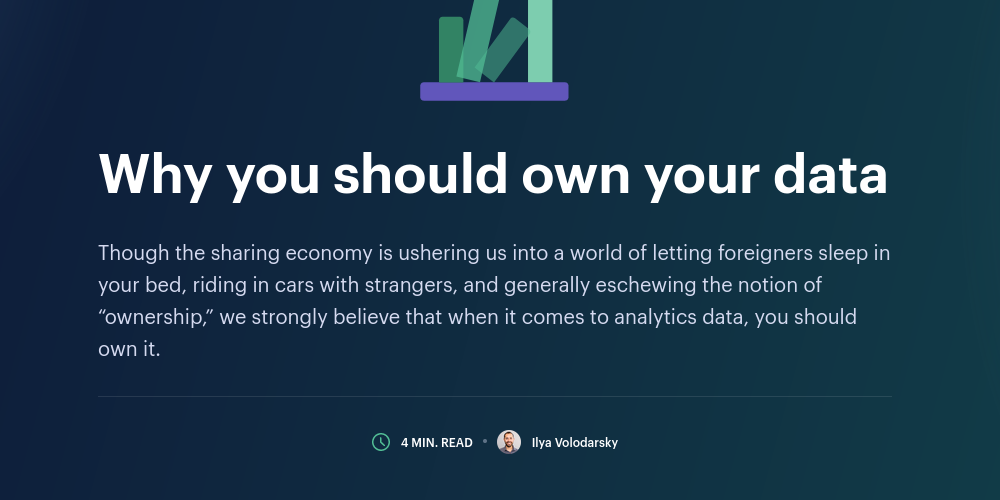 Why you should own your data
Though the sharing economy is ushering us into a world of letting foreigners sleep in
your bed, riding in cars with strangers, and generally eschewing the notion of
“ownership,” we strongly believe that when it comes to analytics data, you should
own it.
4 MIN. READ • Ilya Volodarsky